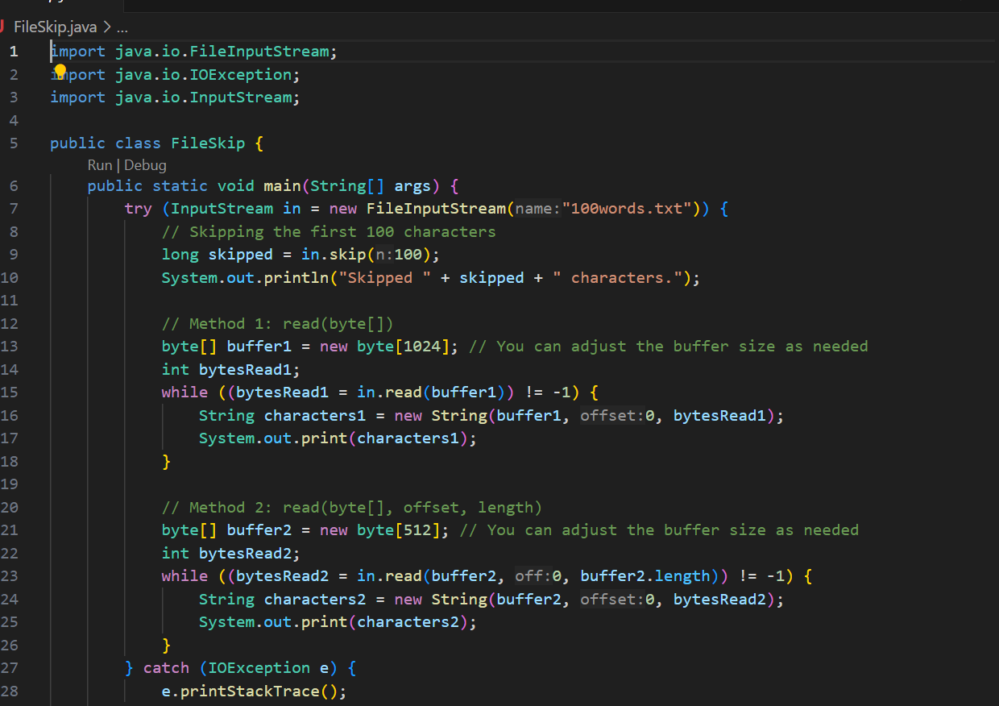 FileSkip.java > ...
1 import java.io.FileInputStream;
2 import java.io.IOException;
3 import java.io.InputStream;
4
5 public class FileSkip {
Run | Debug
6 public static void main(String[] args) {
7 try (InputStream in = new FileInputStream(name:"100words.txt")) {
8 // Skipping the first 100 characters
9 long skipped = in.skip(n:100);
10 System.out.println("Skipped " + skipped + " characters.");
11
12 // Method 1: read(byte[])
13 byte[] buffer1 = new byte[1024]; // You can adjust the buffer size as needed
14 int bytesRead1;
15 while ((bytesRead1 = in.read(buffer1)) != -1) {
16 String characters1 = new String(buffer1, offset:0, bytesRead1);
17 System.out.print(characters1);
18 }
19
20 // Method 2: read(byte[], offset, length)
21 byte[] buffer2 = new byte[512]; // You can adjust the buffer size as needed
22 int bytesRead2;
23 while ((bytesRead2 = in.read(buffer2, off:0, buffer2.length)) != -1) {
24 String characters2 = new String(buffer2, offset:0, bytesRead2);
25 System.out.print(characters2);
26 }
27 } catch (IOException e) {
28 e.printStackTrace();